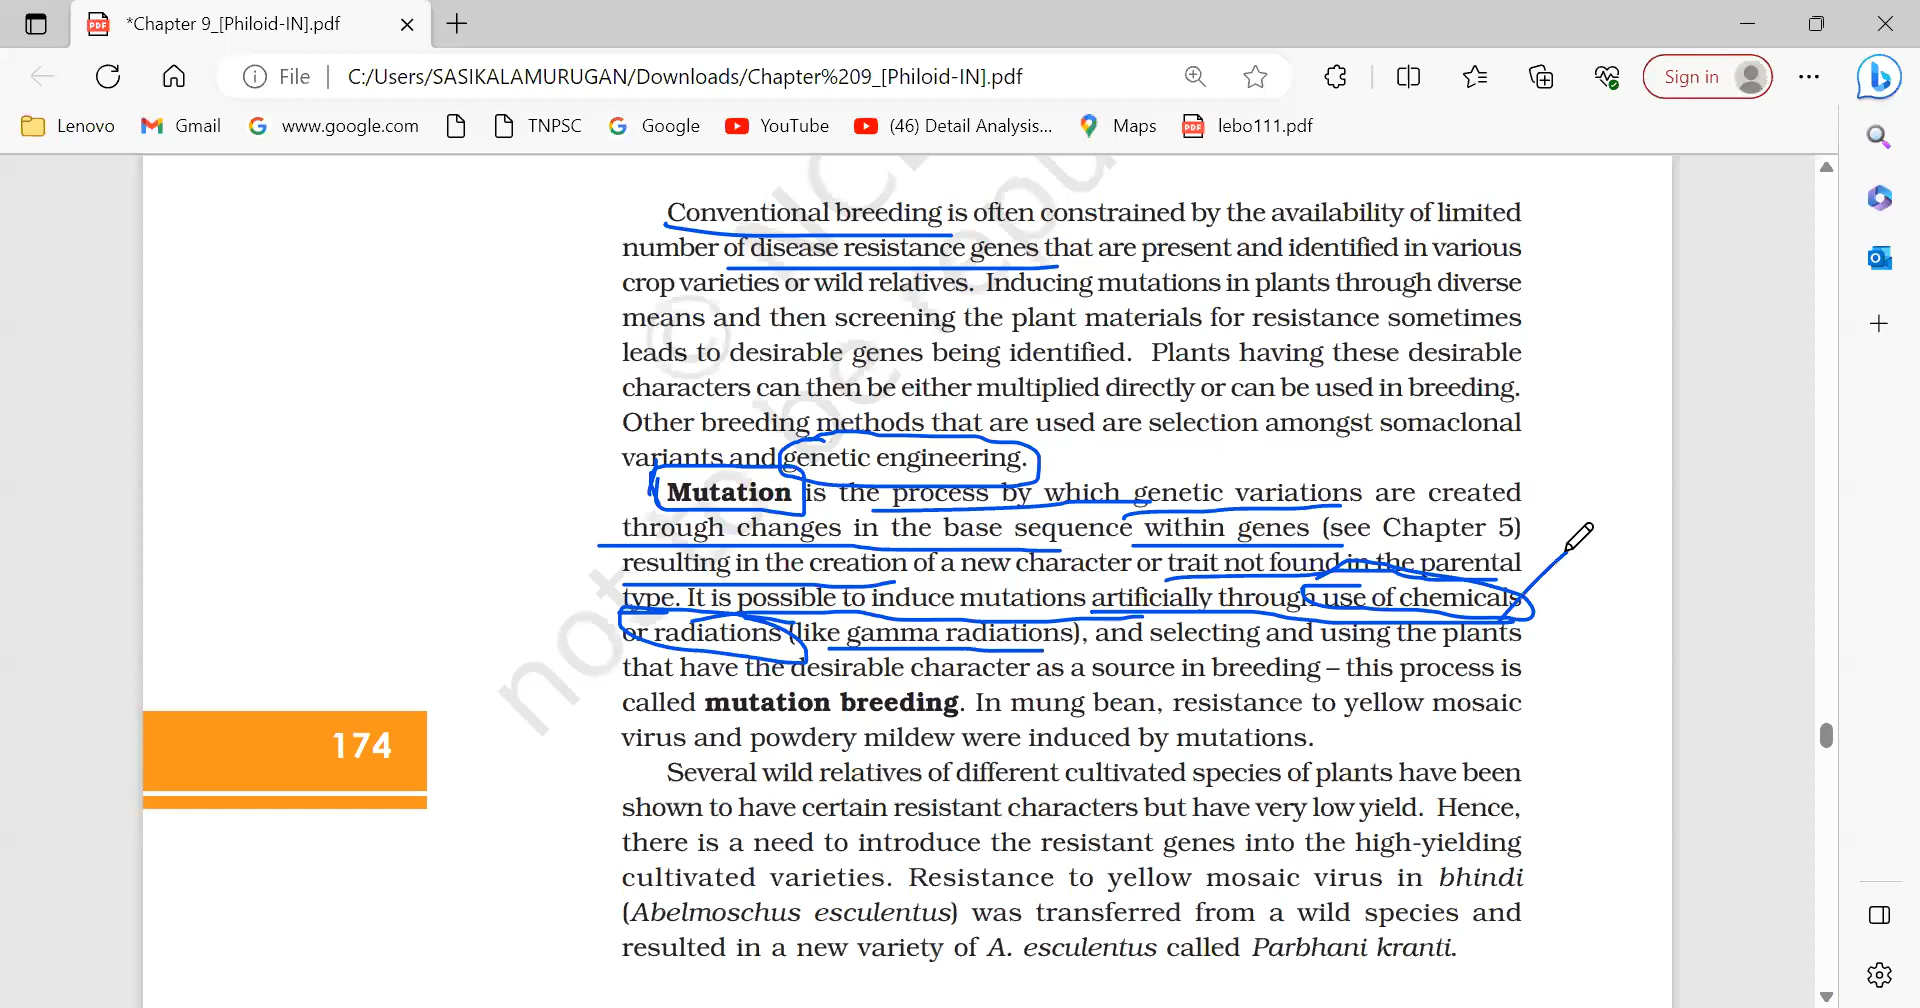 *Chapter 9_[Philoid-IN].pdf
File | C:/Users/SASIKALAMURUGAN/Downloads/Chapter%209_[Philoid-IN].pdf
Sign in
Lenovo Gmail www.google.com TNPSC Google YouTube (46) Detail Analysis... Maps lebo111.pdf
Conventional breeding is often constrained by the availability of limited
number of disease resistance genes that are present and identified in various
crop varieties or wild relatives. Inducing mutations in plants through diverse
means and then screening the plant materials for resistance sometimes
leads to desirable genes being identified. Plants having these desirable
characters can then be either multiplied directly or can be used in breeding.
Other breeding methods that are used are selection amongst somaclonal
variants and genetic engineering.
Mutation is the process by which genetic variations are created
through changes in the base sequence within genes (see Chapter 5)
resulting in the creation of a new character or trait not found in the parental
type. It is possible to induce mutations artificially through use of chemicals
or radiations (like gamma radiations), and selecting and using the plants
that have the desirable character as a source in breeding – this process is
called mutation breeding. In mung bean, resistance to yellow mosaic
virus and powdery mildew were induced by mutations.
174
Several wild relatives of different cultivated species of plants have been
shown to have certain resistant characters but have very low yield. Hence,
there is a need to introduce the resistant genes into the high-yielding
cultivated varieties. Resistance to yellow mosaic virus in bhindi
(Abelmoschus esculentus) was transferred from a wild species and
resulted in a new variety of A. esculentus called Parbhani kranti.
not to be repu